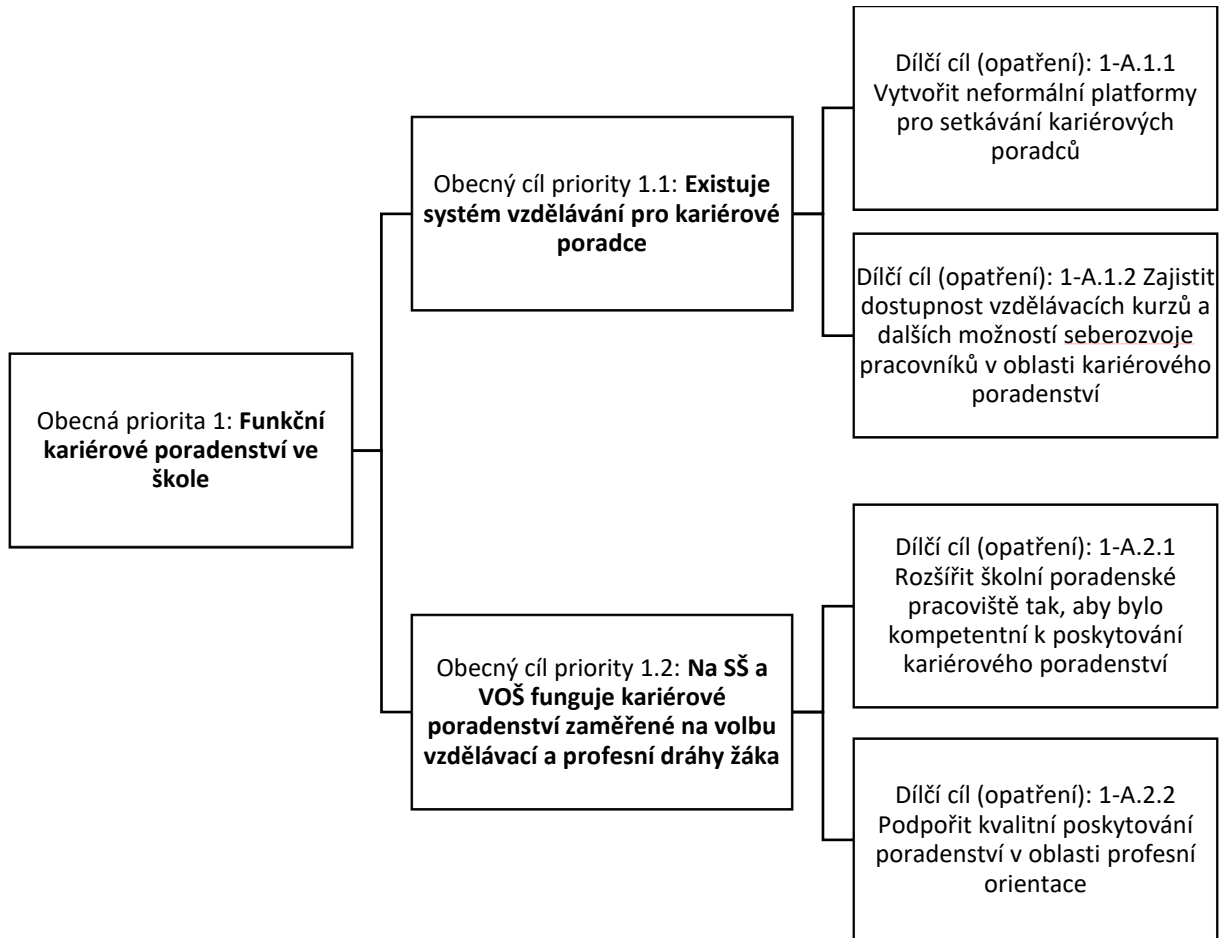 Obecná priorita 1: Funkční
kariérové poradenství ve
škole
Obecný cíl priority 1.1: Existuje
systém vzdělávání pro kariérové
poradce
Dílčí cíl (opatření): 1-A.1.1
Vytvořit neformální platformy
pro setkávání kariérových
poradců
Dílčí cíl (opatření): 1-A.1.2 Zajistit
dostupnost vzdělávacích kurzů a
dalších možností seberozvoje
pracovníků v oblasti kariérového
poradenství
Obecný cíl priority 1.2: Na SŠ a
VOŠ funguje kariérové
poradenství zaměřené na volbu
vzdělávací a profesní dráhy žáka
Dílčí cíl (opatření): 1-A.2.1
Rozšířit školní poradenské
pracoviště tak, aby bylo
kompetentní k poskytování
kariérového poradenství
Dílčí cíl (opatření): 1-A.2.2
Podpořit kvalitní poskytování
poradenství v oblasti profesní
orientace